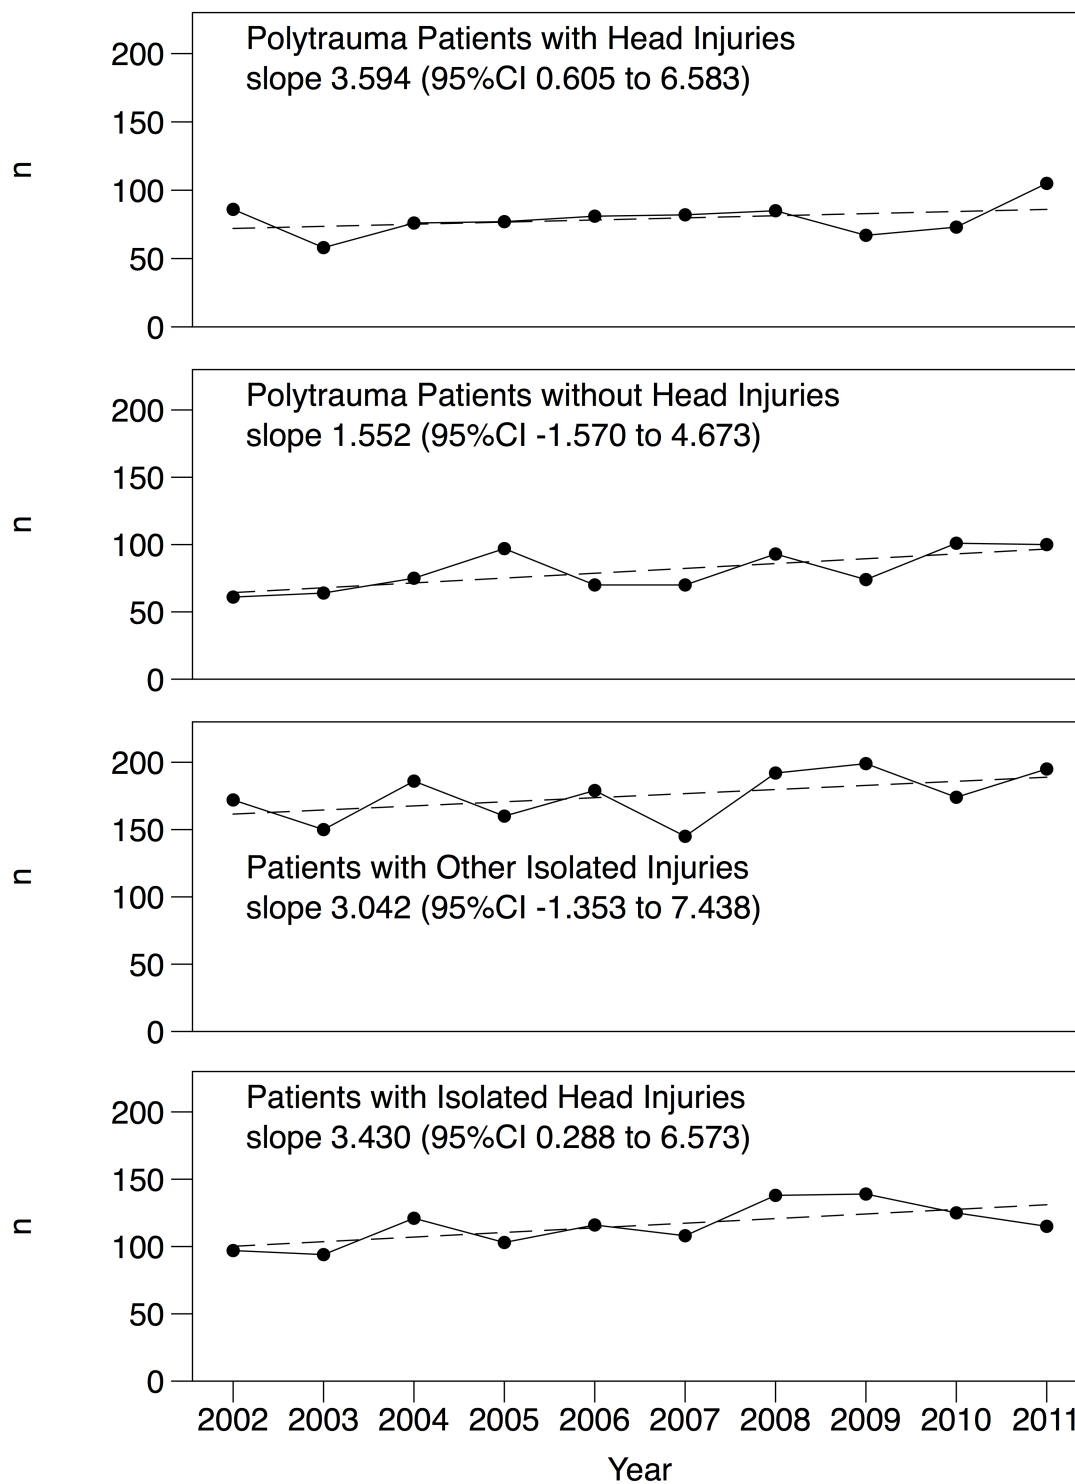 Polytrauma Patients with Head Injuries
slope 3.594 (95%CI 0.605 to 6.583)
200
150
100
50
0
n
Polytrauma Patients without Head Injuries
slope 1.552 (95%CI -1.570 to 4.673)
200
150
100
50
0
n
200
150
100
50
0
n
Patients with Other Isolated Injuries
slope 3.042 (95%CI -1.353 to 7.438)
Patients with Isolated Head Injuries
slope 3.430 (95%CI 0.288 to 6.573)
200
150
100
50
0
n
2002 2003 2004 2005 2006 2007 2008 2009 2010 2011
Year